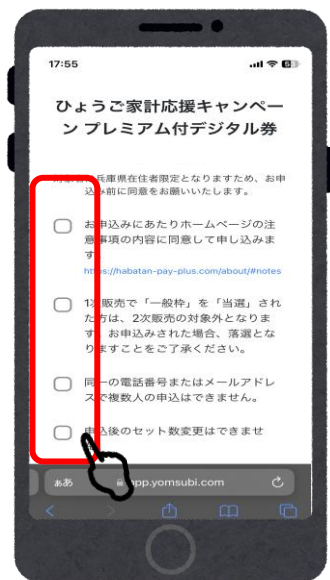 17:55
ひょうご家計応援キャンペー
ン プレミアム付デジタル券
兵庫県在住者限定となりますため、お申
込み前に同意をお願いいたします。
お申込みにあたりホームページの注
意事項の内容に同意して申し込みま
す。
https://habatan-pay-plus.com/about/#notes
1次販売で「一般枠」を「当選」され
た方は、2次販売の対象外となりま
す。お申込みされた場合、落選とな
りますことをご了承ください。
同一の電話番号またはメールアドレ
スで複数人の申込はできません。
申込後のセット数変更はできませ
ぁあ
app.yomsubi.com